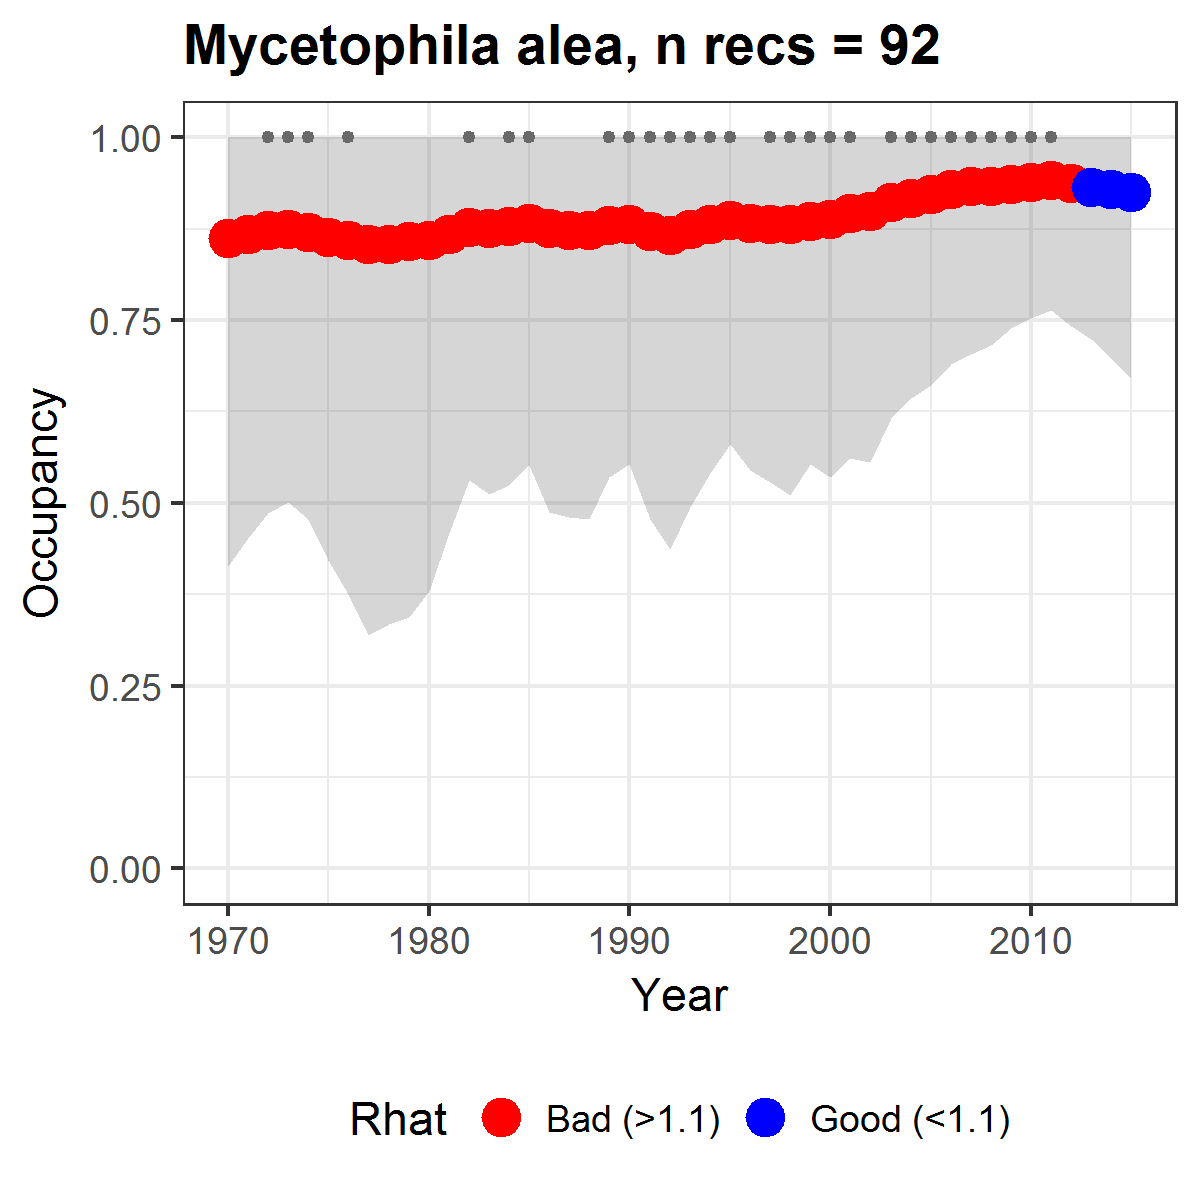 Mycetophila alea, n recs = 92
1.00
0.75
0.50
0.25
0.00
Occupancy
1970 1980 1990 2000 2010
Year
Rhat Bad (>1.1) Good (<1.1)